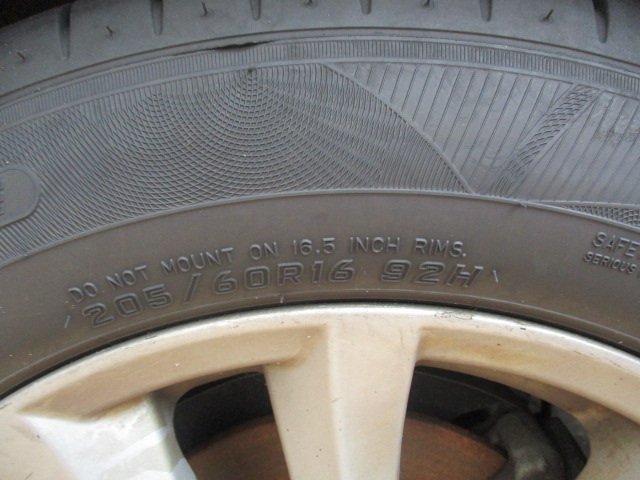 DO NOT MOUNT ON 16.5 INCH RIMS.
205/60R16 92H
SAFE
SERIOUS